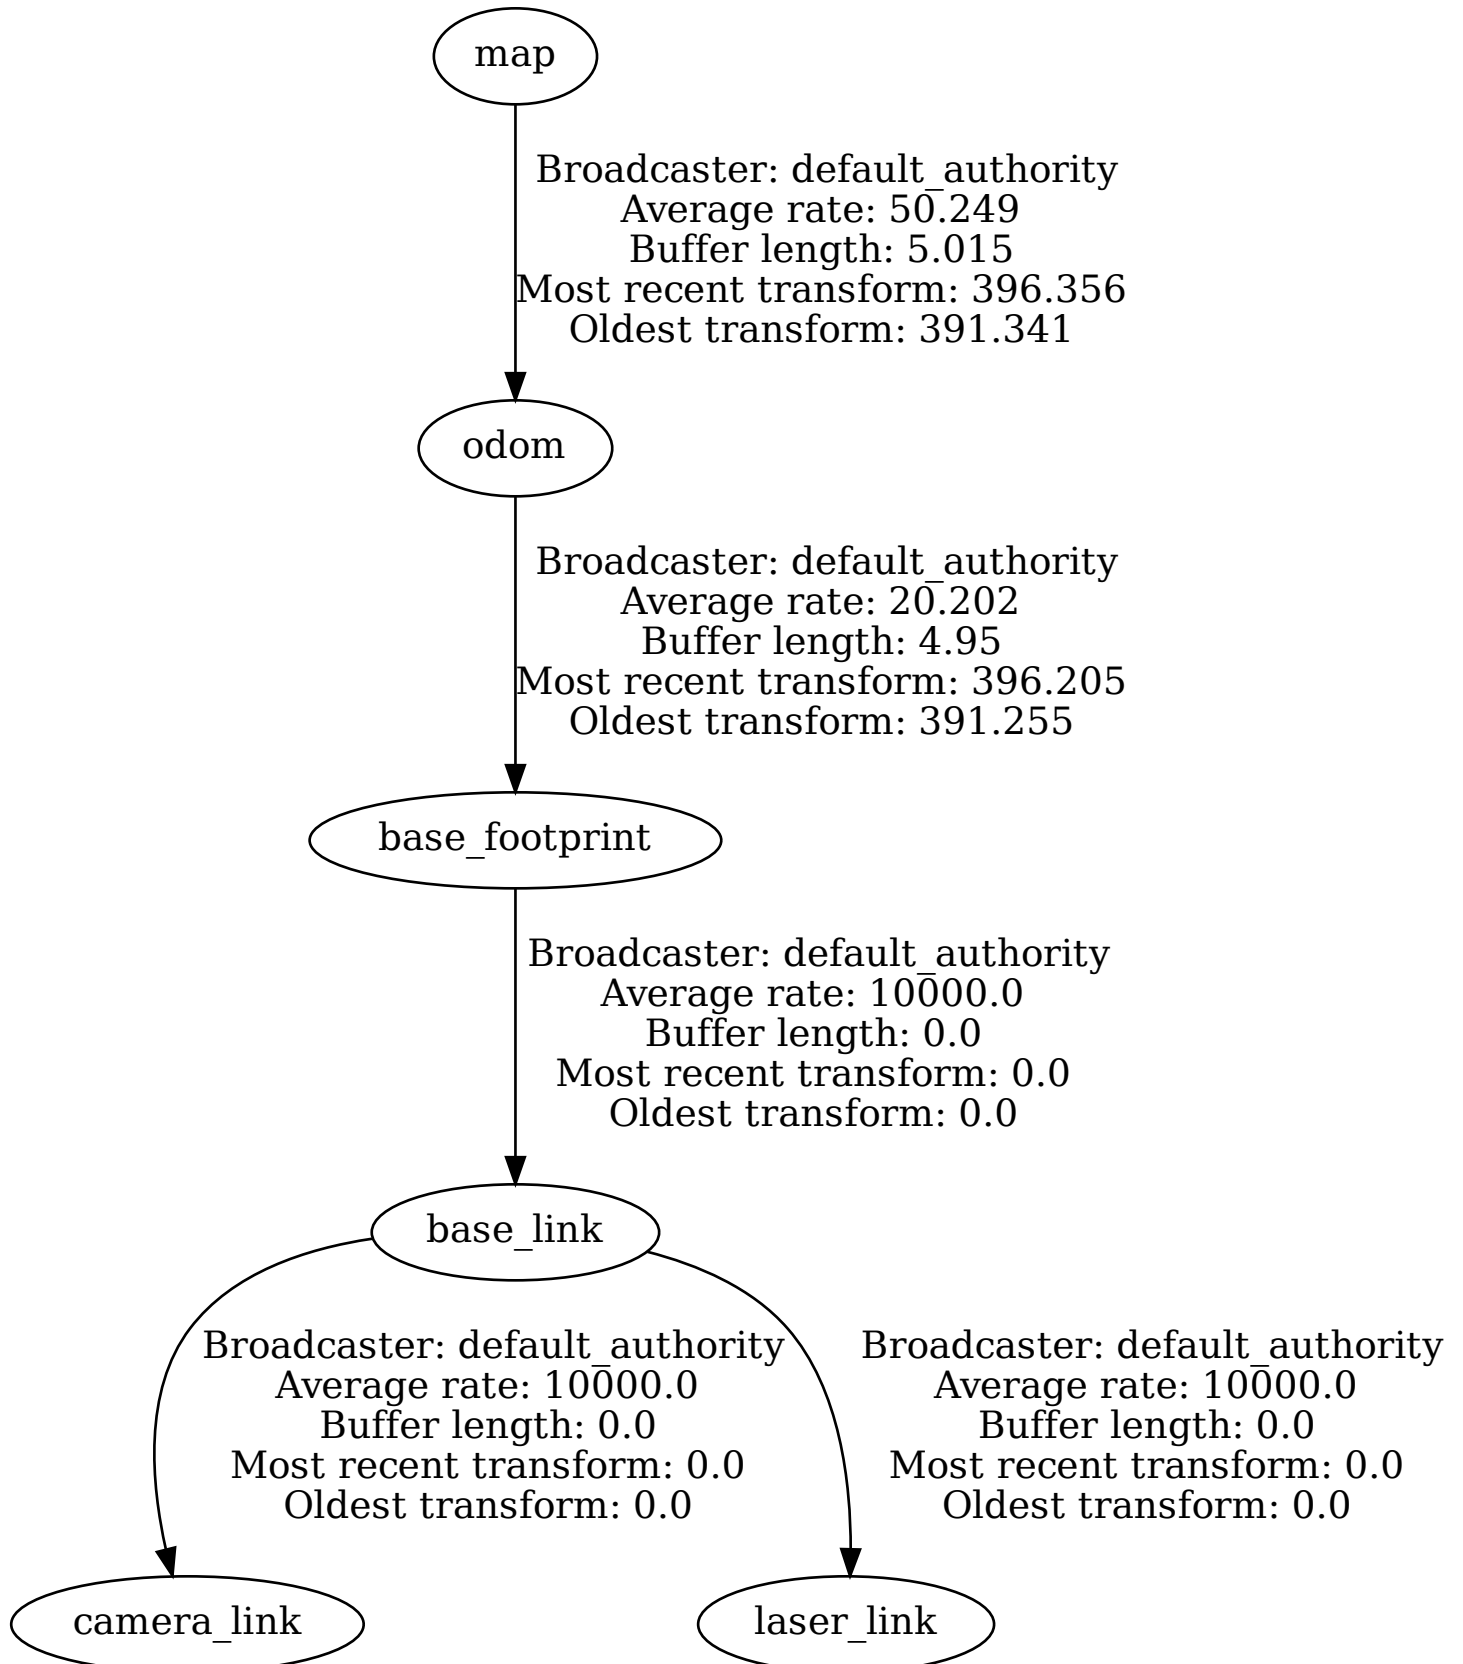 map
Broadcaster: default_authority
Average rate: 50.249
Buffer length: 5.015
Most recent transform: 396.356
Oldest transform: 391.341
odom
Broadcaster: default_authority
Average rate: 20.202
Buffer length: 4.95
Most recent transform: 396.205
Oldest transform: 391.255
base_footprint
Broadcaster: default_authority
Average rate: 10000.0
Buffer length: 0.0
Most recent transform: 0.0
Oldest transform: 0.0
base_link
Broadcaster: default_authority
Average rate: 10000.0
Buffer length: 0.0
Most recent transform: 0.0
Oldest transform: 0.0
Broadcaster: default_authority
Average rate: 10000.0
Buffer length: 0.0
Most recent transform: 0.0
Oldest transform: 0.0
camera_link
laser_link